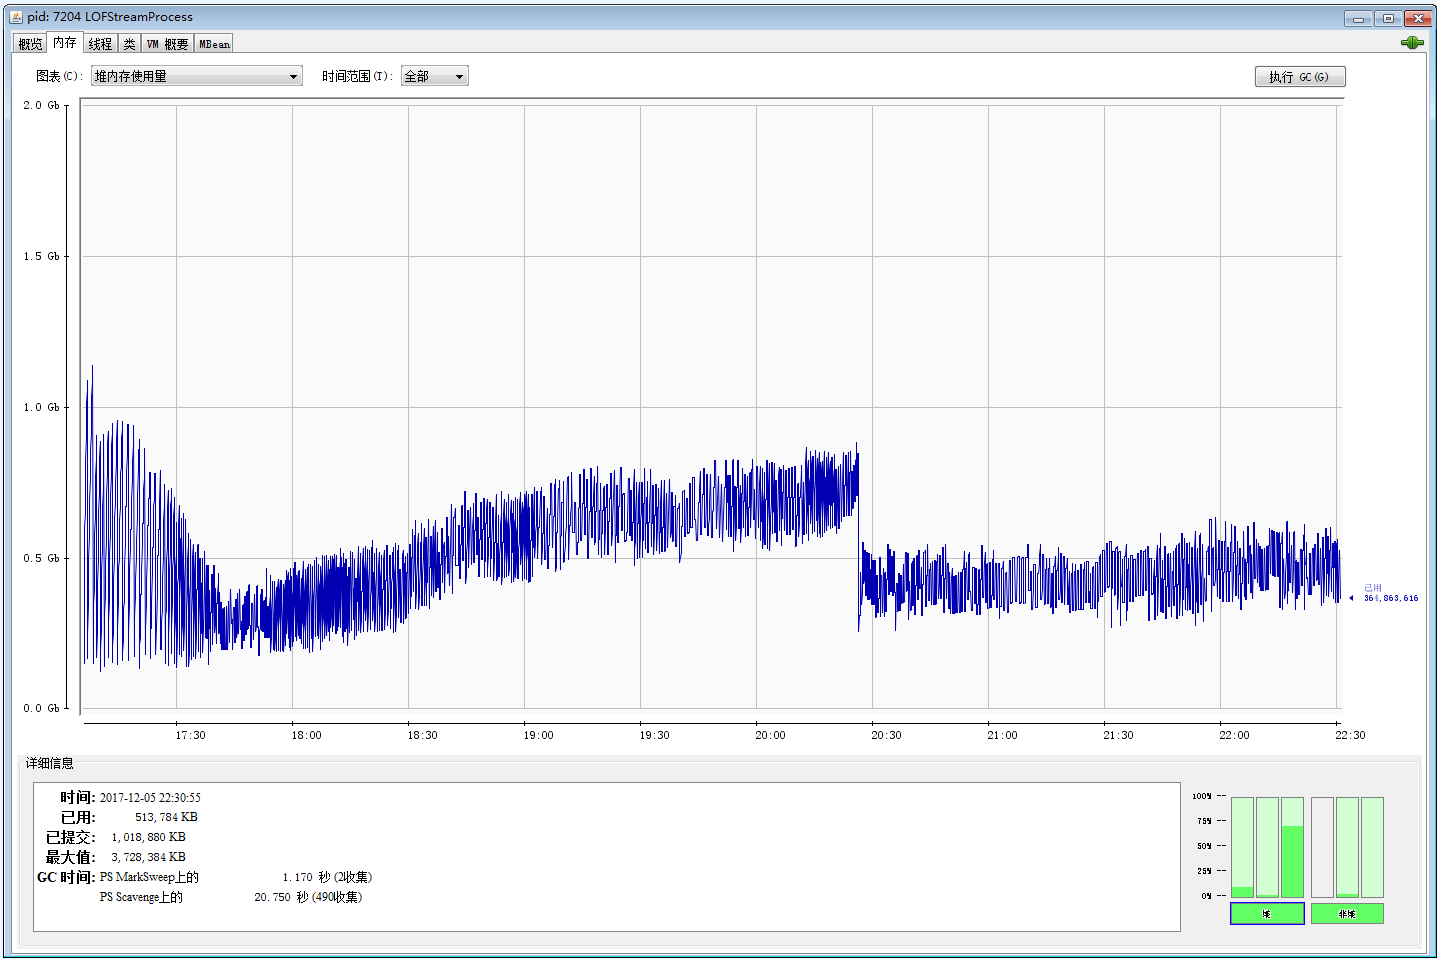 pid: 7204 LOFStreamProcess
概览 内存 线程 类 VM 概要 MBean
图表(C): 堆内存使用量 时间范围(T): 全部 执行 GC(G)
2.0 Gb
1.5 Gb
1.0 Gb
0.5 Gb
0.0 Gb
已用
364,863,616
17:30 18:00 18:30 19:00 19:30 20:00 20:30 21:00 21:30 22:00 22:30
详细信息
时间: 2017-12-05 22:30:55
已用: 513,784 KB
已提交: 1,018,880 KB
最大值: 3,728,384 KB
GC 时间: PS MarkSweep上的 1.170 秒 (2收集)
PS Scavenge上的 20.750 秒 (490收集)
100%
75%
50%
25%
0%
堆 非堆